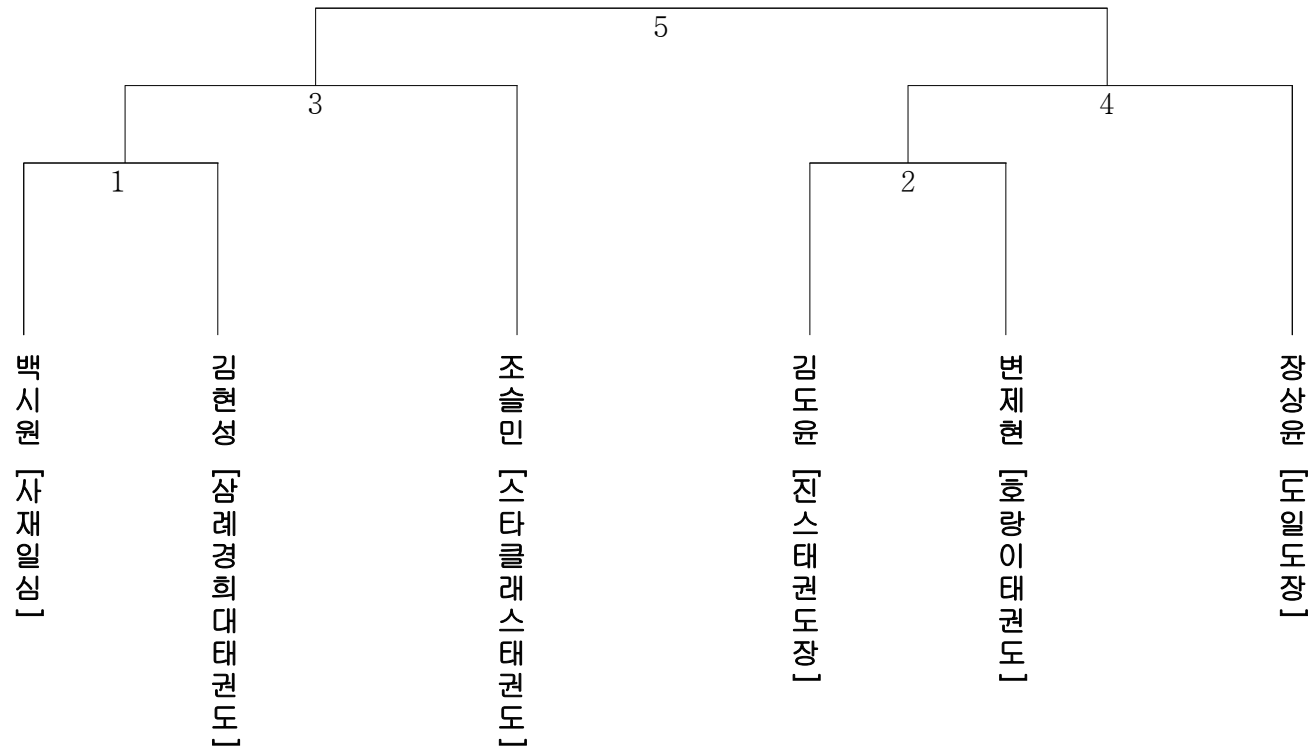 5
3
4
1
2
백시원 [사재일심]
김현성 [삼례경희대태권도]
조슬민 [스타클래스태권도]
김도윤 [진스태권도장]
변제현 [호랑이태권도]
장상윤 [도일도장]